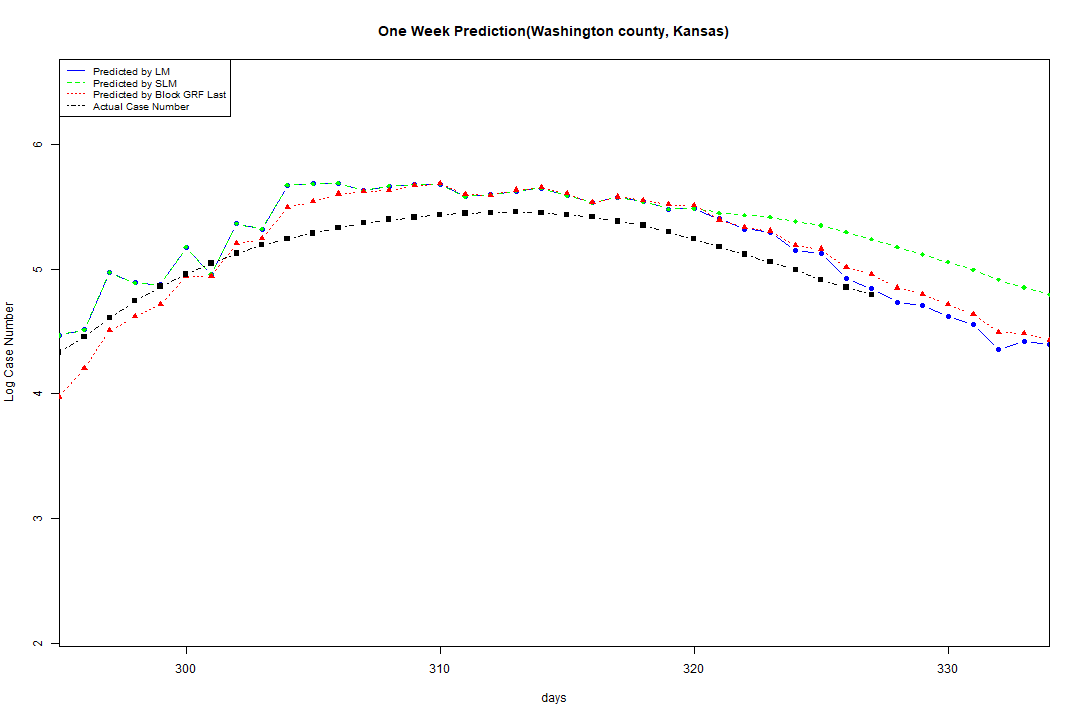 One Week Prediction(Washington county, Kansas)
Predicted by LM
Predicted by SLM
Predicted by Block GRF Last
Actual Case Number
6
5
4
3
2
Log Case Number
300 310 320 330
days